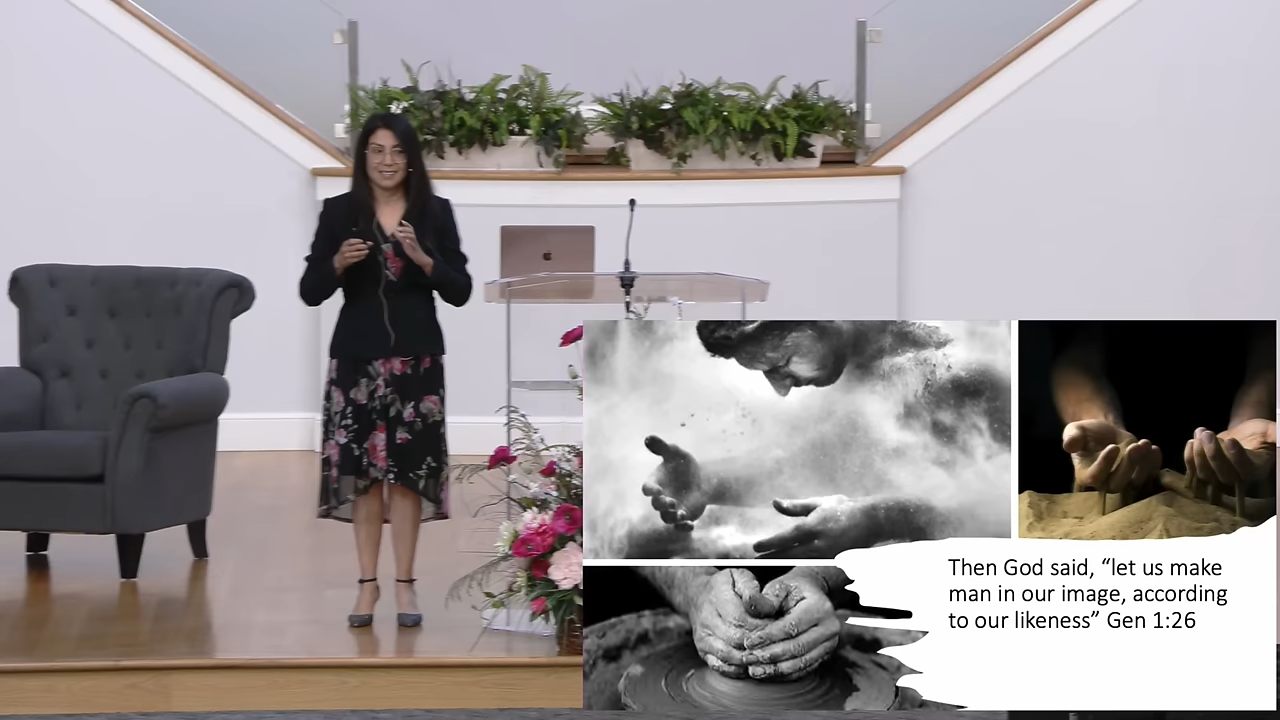 Then God said, “let us make
man in our image, according
to our likeness” Gen 1:26